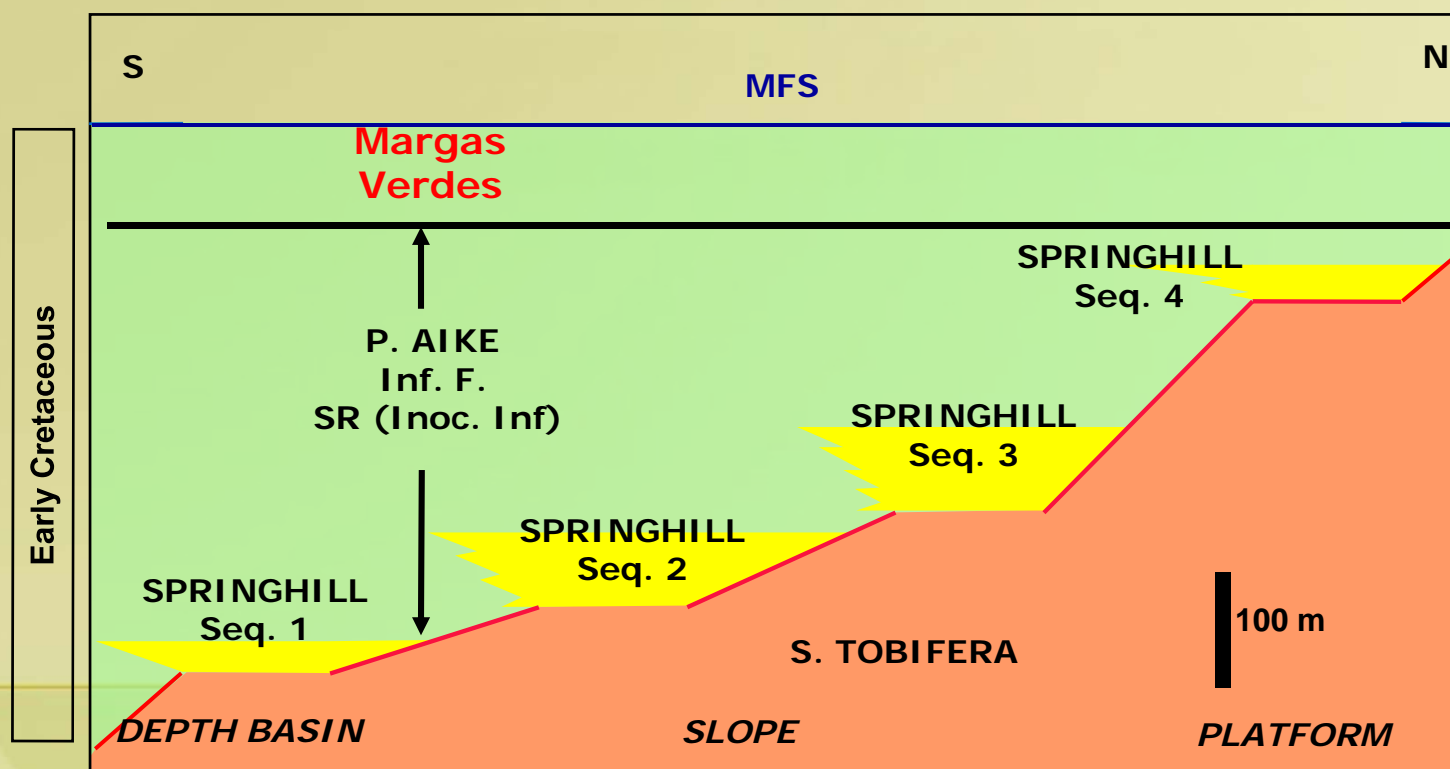 S
N
MFS
Margas
Verdes
SPRINGHILL
Seq. 4
P. AIKE
Inf. F.
SR (Inoc. Inf)
SPRINGHILL
Seq. 3
SPRINGHILL
Seq. 2
SPRINGHILL
Seq. 1
Early Cretaceous
100 m
S. TOBIFERA
DEPTH BASIN
SLOPE
PLATFORM